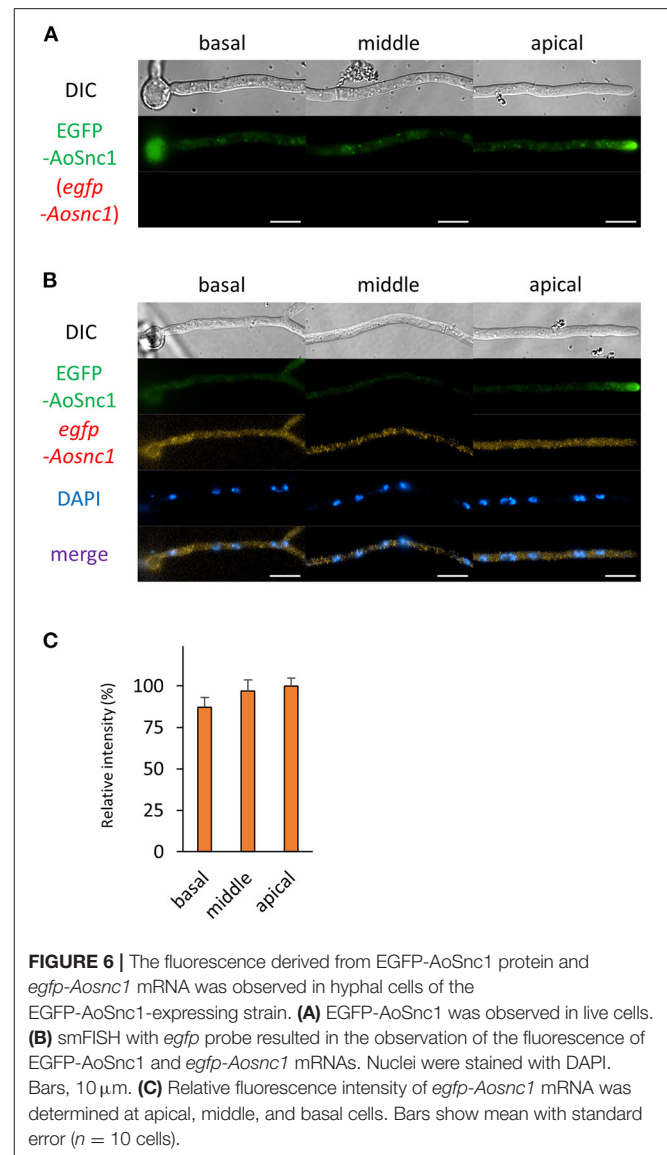 A
basal middle apical
DIC
EGFP
-AoSnc1
(egfp
-Aosnc1)
B
basal middle apical
DIC
EGFP
-AoSnc1
egfp
-Aosnc1
DAPI
merge
C
Relative intensity (%)
100
75
50
25
0
basal
middle
apical
FIGURE 6 | The fluorescence derived from EGFP-AoSnc1 protein and
egfp-Aosnc1 mRNA was observed in hyphal cells of the
EGFP-AoSnc1-expressing strain. (A) EGFP-AoSnc1 was observed in live cells.
(B) smFISH with egfp probe resulted in the observation of the fluorescence of
EGFP-AoSnc1 and egfp-Aosnc1 mRNAs. Nuclei were stained with DAPI.
Bars, 10 μm. (C) Relative fluorescence intensity of egfp-Aosnc1 mRNA was
determined at apical, middle, and basal cells. Bars show mean with standard
error (n = 10 cells).